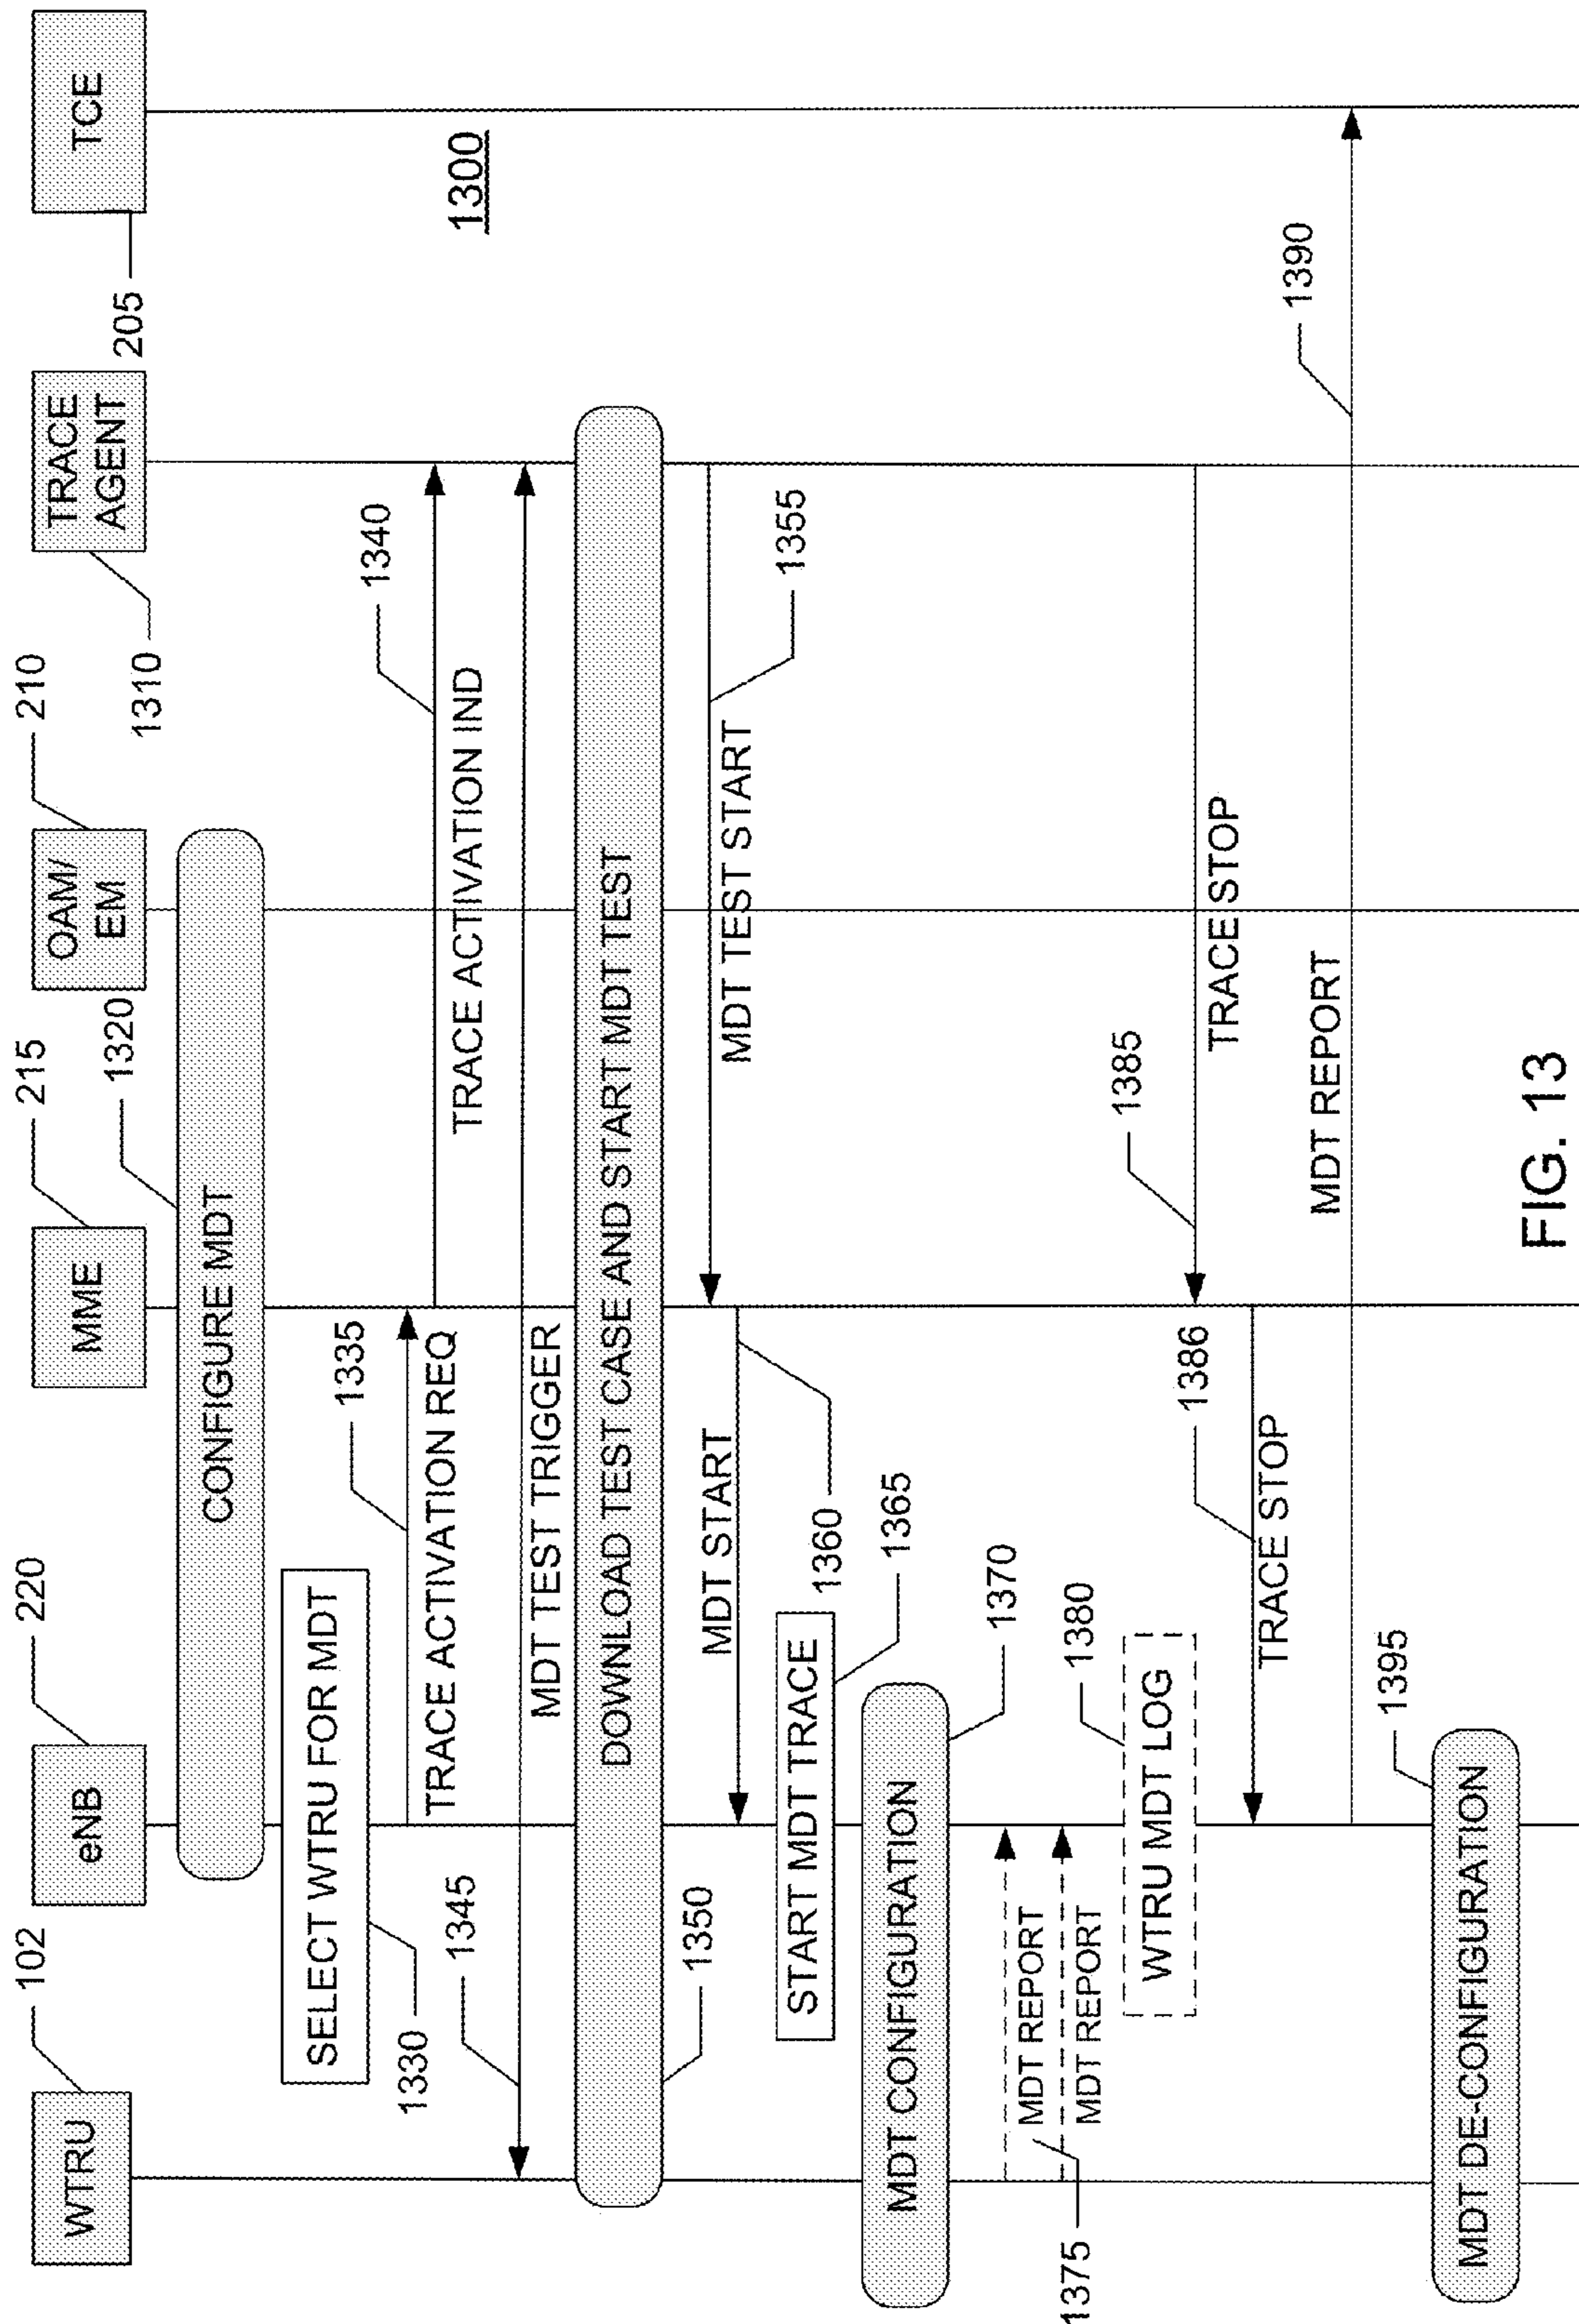 WTRU
102
eNB
220
MME
215
OAM/
EM
210
TRACE
AGENT
1310
TCE
205
1300
CONFIGURE MDT
1320
SELECT WTRU FOR MDT
1330
1335
TRACE ACTIVATION REQ
1340
TRACE ACTIVATION IND
1345
MDT TEST TRIGGER
DOWNLOAD TEST CASE AND START MDT TEST
1350
1355
MDT TEST START
MDT START
1360
START MDT TRACE
1365
MDT CONFIGURATION
1370
MDT REPORT
MDT REPORT
1375
WTRU MDT LOG
1380
1385
TRACE STOP
1386
TRACE STOP
MDT REPORT
1390
MDT DE-CONFIGURATION
1395
FIG. 13